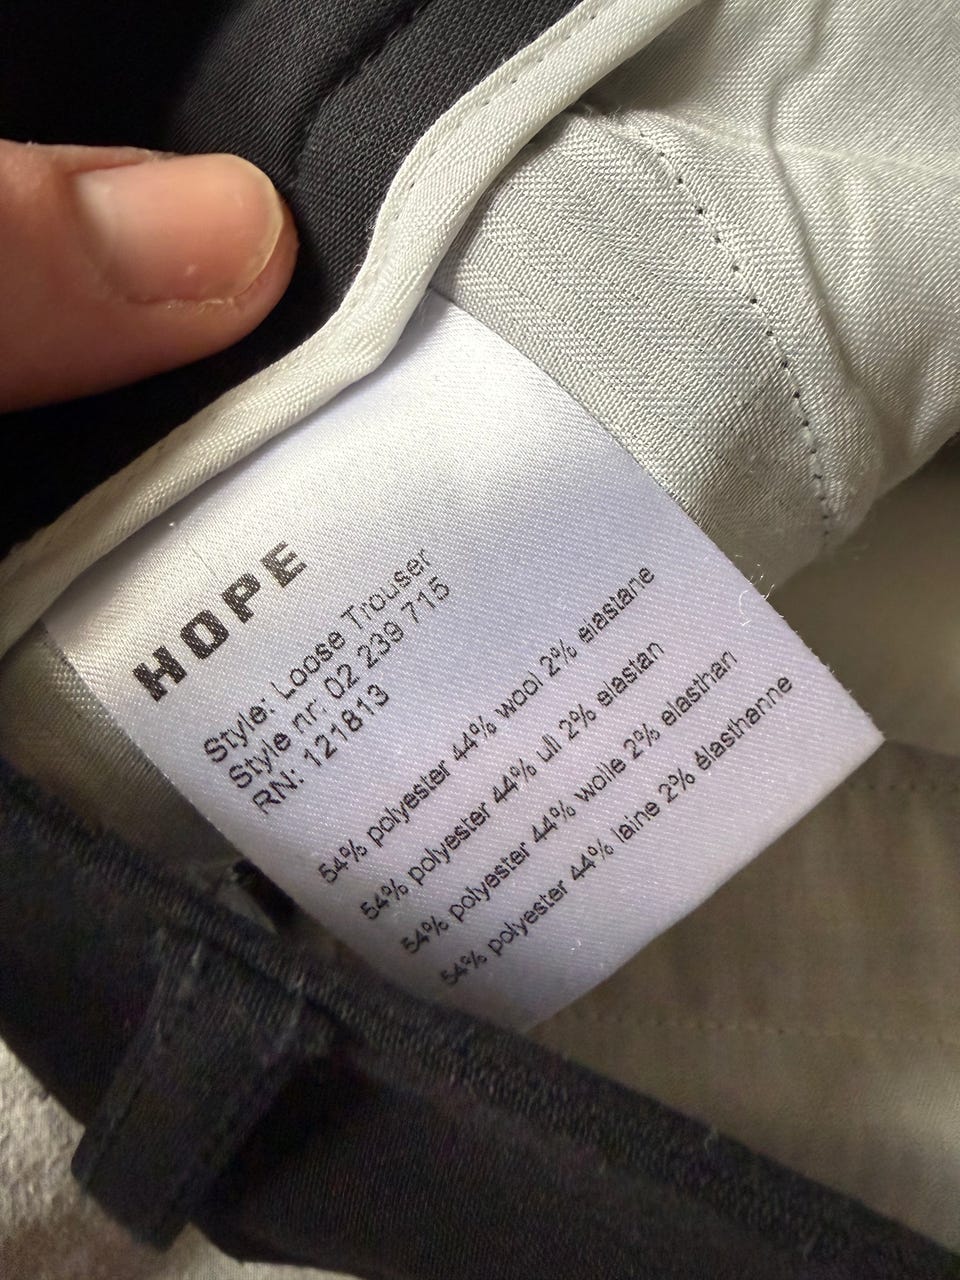 HOPE
Style: Loose Trouser
Style nr: 02 239 715
RN: 121813
54% polyester 44% wool 2% elastane
54% polyester 44% ull 2% elastan
54% polyester 44% wolle 2% elasthan
54% polyester 44% laine 2% élasthanne